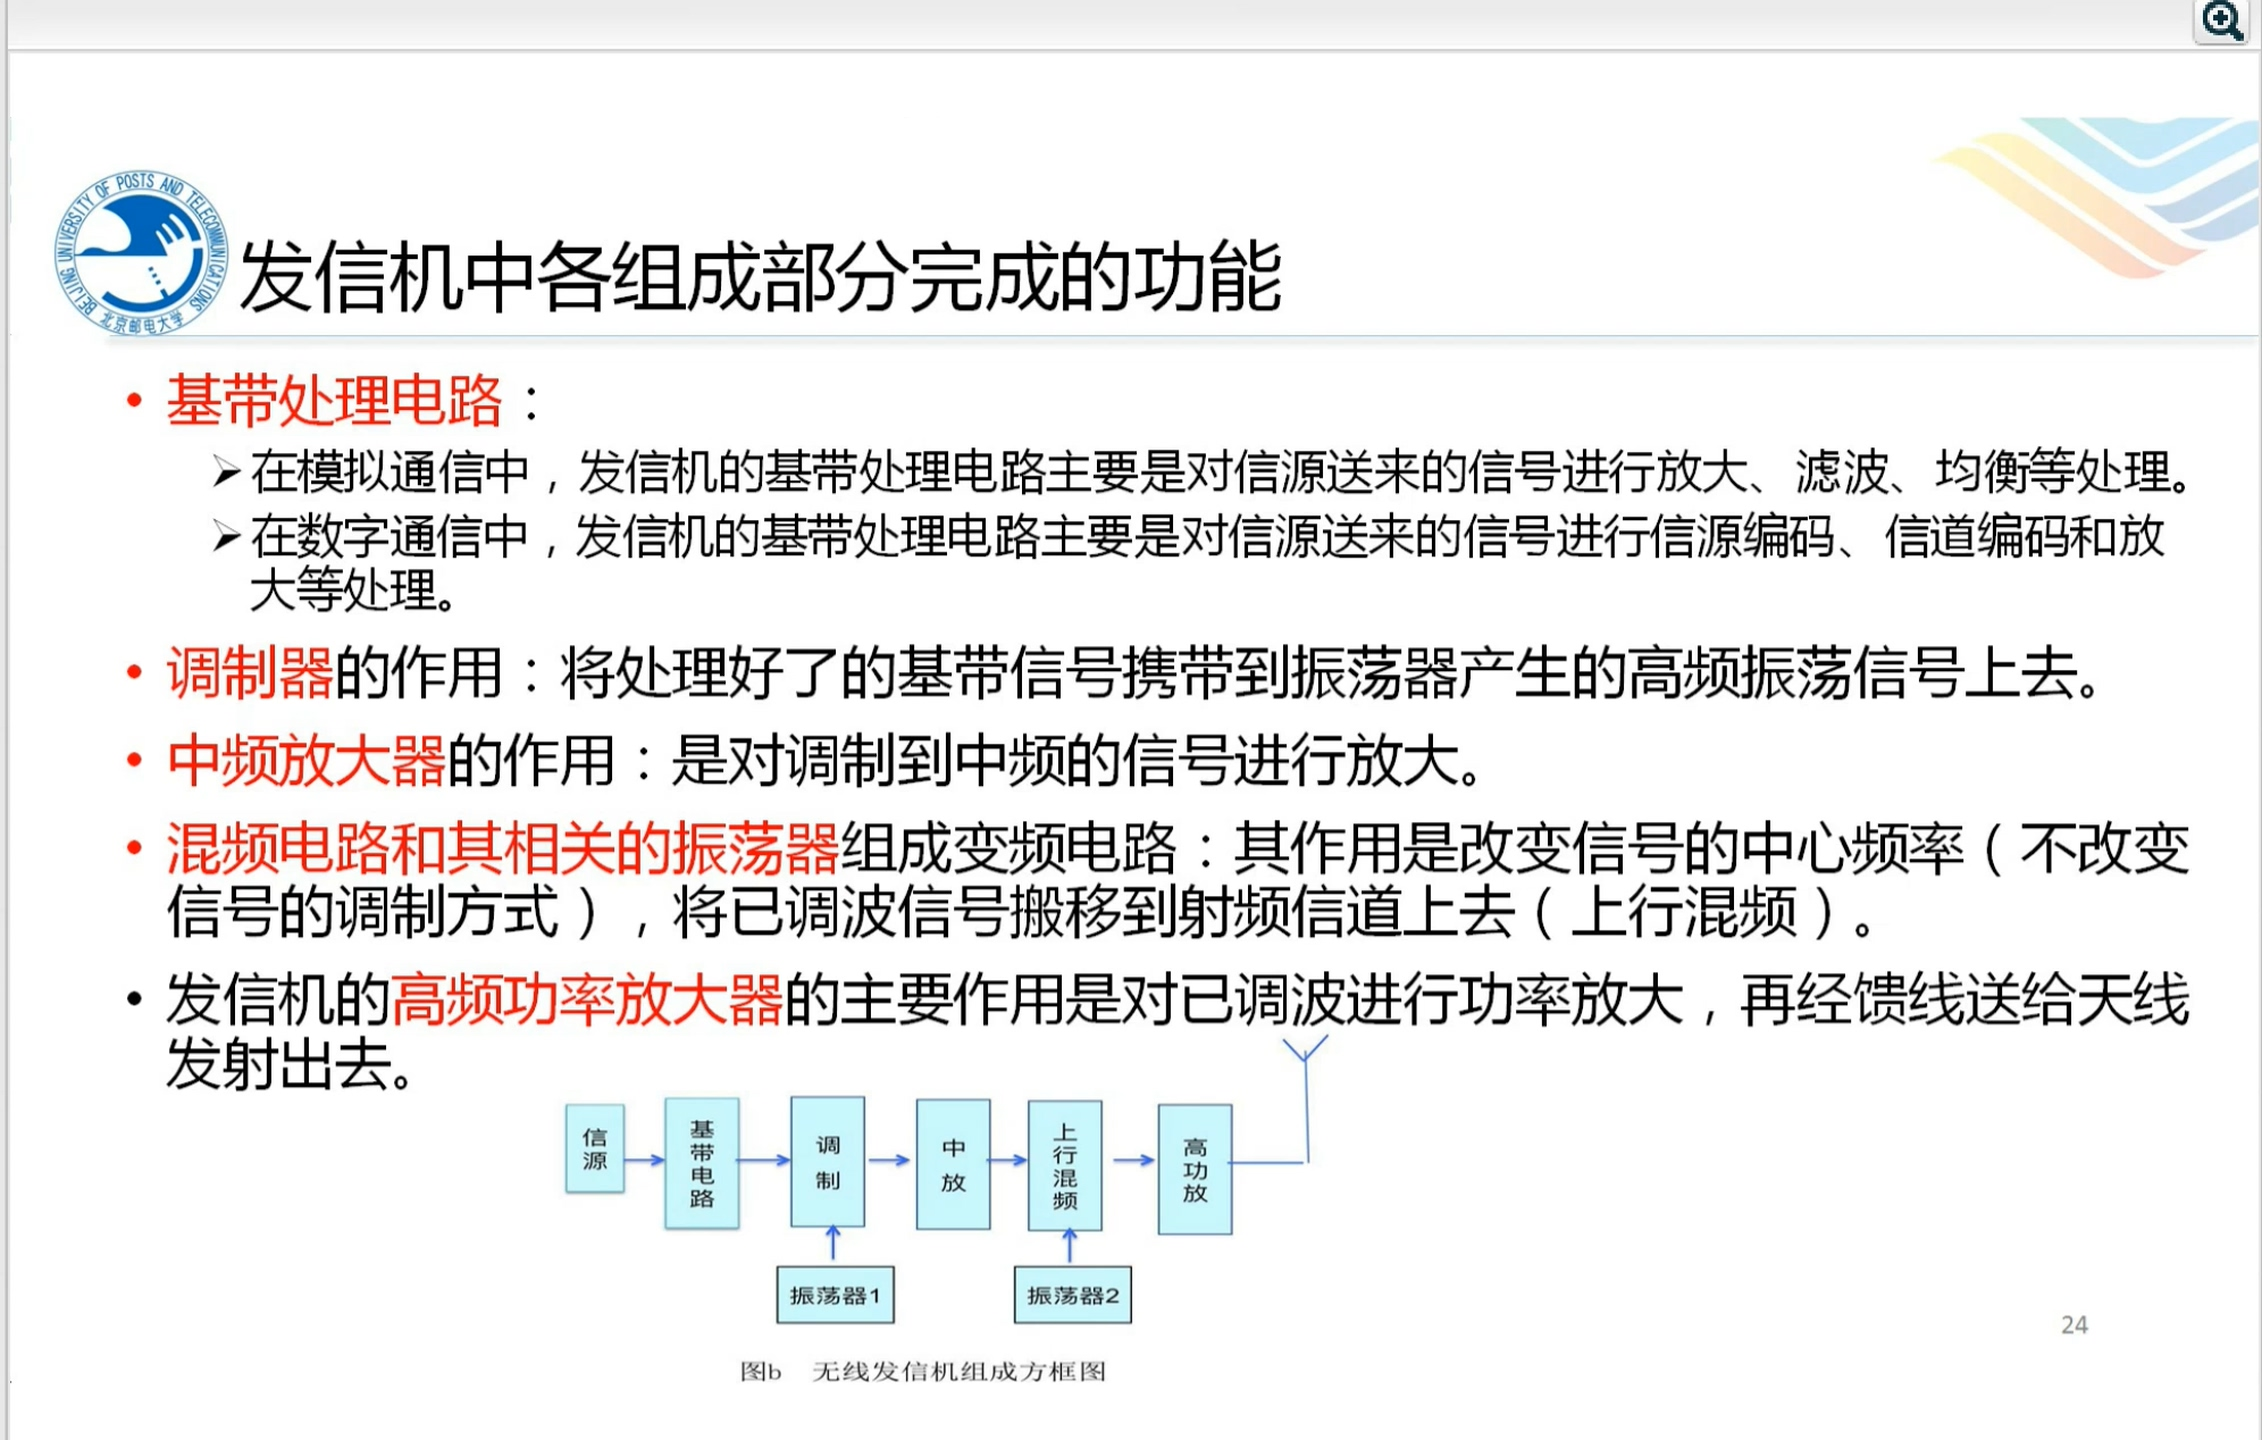 BEIJING UNIVERSITY OF POSTS AND TELECOMMUNICATIONS
北京邮电大学
发信机中各组成部分完成的功能
• 基带处理电路：
➢在模拟通信中，发信机的基带处理电路主要是对信源送来的信号进行放大、滤波、均衡等处理。
➢在数字通信中，发信机的基带处理电路主要是对信源送来的信号进行信源编码、信道编码和放
大等处理。
• 调制器的作用：将处理好了的基带信号携带到振荡器产生的高频振荡信号上去。
• 中频放大器的作用：是对调制到中频的信号进行放大。
• 混频电路和其相关的振荡器组成变频电路：其作用是改变信号的中心频率（不改变
信号的调制方式），将已调波信号搬移到射频信道上去（上行混频）。
• 发信机的高频功率放大器的主要作用是对已调波进行功率放大，再经馈线送给天线
发射出去。
信源
基带电路
调制
中放
上行混频
高功放
振荡器1
振荡器2
图b 无线发信机组成方框图
24